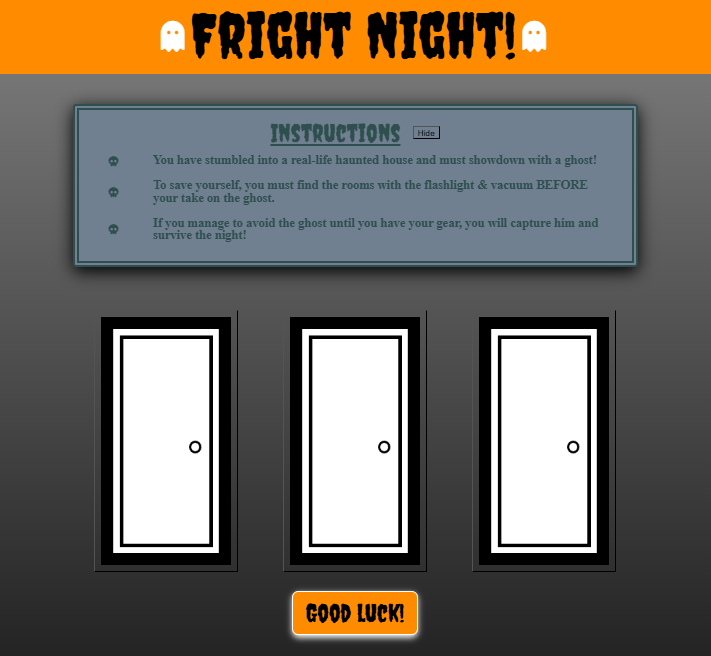 FRIGHT NIGHT!
INSTRUCTIONS Hide
You have stumbled into a real-life haunted house and must showdown with a ghost!
To save yourself, you must find the rooms with the flashlight & vacuum BEFORE
your take on the ghost.
If you manage to avoid the ghost until you have your gear, you will capture him and
survive the night!
GOOD LUCK!